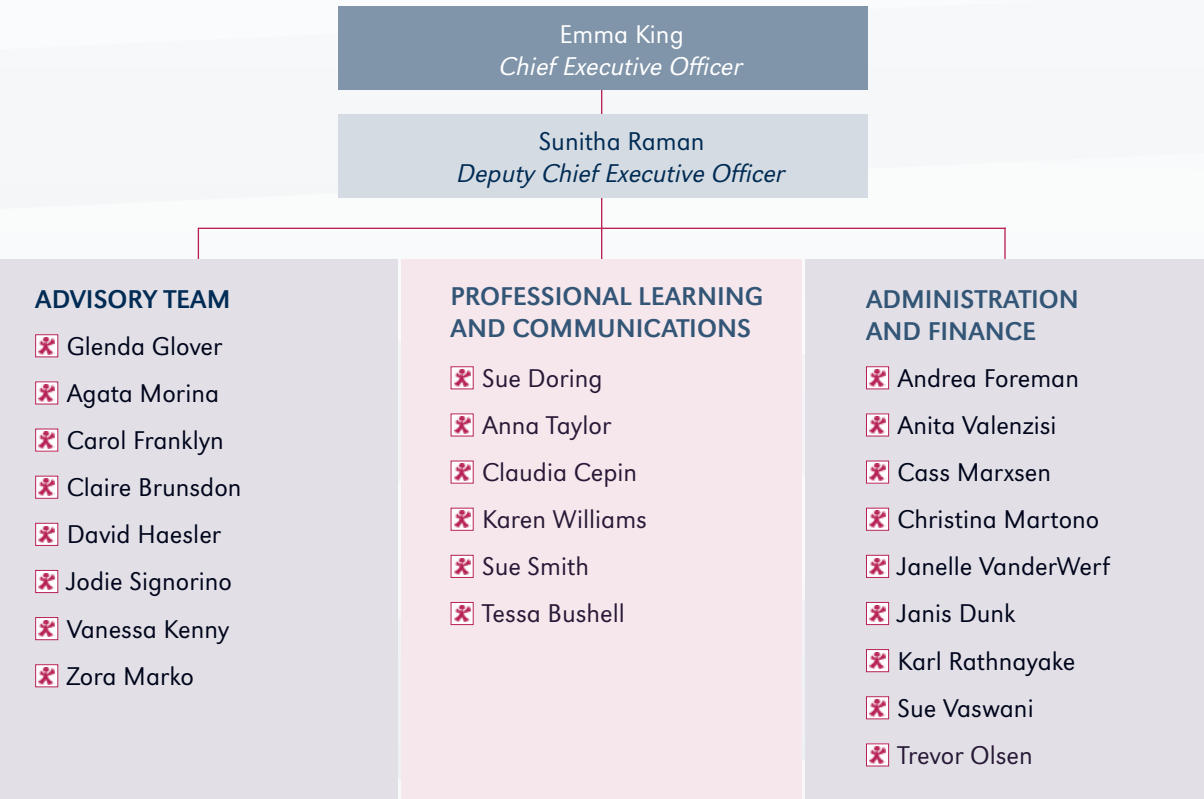 Emma King
Chief Executive Officer
Sunitha Raman
Deputy Chief Executive Officer
ADVISORY TEAM
Glenda Glover
Agata Morina
Carol Franklyn
Claire Brunsdon
David Haesler
Jodie Signorino
Vanessa Kenny
Zora Marko
PROFESSIONAL LEARNING
AND COMMUNICATIONS
Sue Doring
Anna Taylor
Claudia Cepin
Karen Williams
Sue Smith
Tessa Bushell
ADMINISTRATION
AND FINANCE
Andrea Foreman
Anita Valenzisi
Cass Marxsen
Christina Martono
Janelle VanderWerf
Janis Dunk
Karl Rathnayake
Sue Vaswani
Trevor Olsen